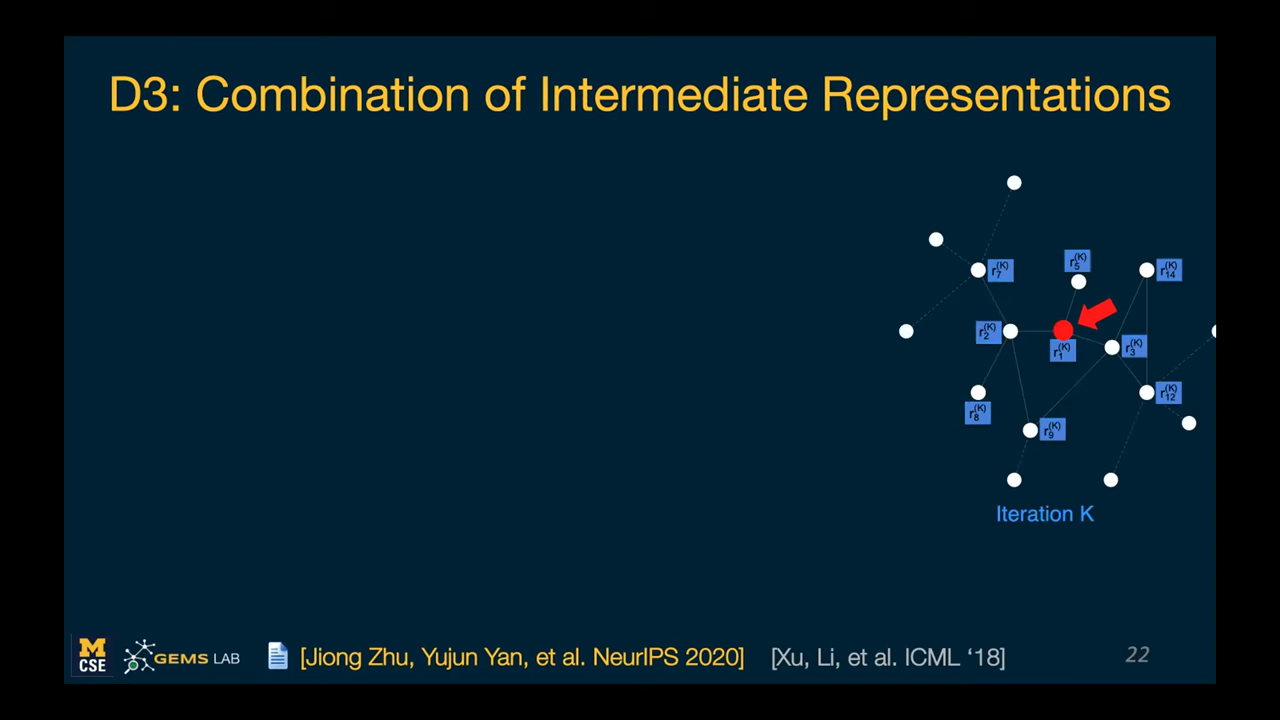 D3: Combination of Intermediate Representations
r₅⁽ᴷ⁾
r₇⁽ᴷ⁾
r₁₄⁽ᴷ⁾
r₂⁽ᴷ⁾
r₁⁽ᴷ⁾
r₃⁽ᴷ⁾
r₁₂⁽ᴷ⁾
r₈⁽ᴷ⁾
r₉⁽ᴷ⁾
Iteration K
M
CSE
GEMS LAB
[Jiong Zhu, Yujun Yan, et al. NeurIPS 2020]
[Xu, Li, et al. ICML ‘18]
22